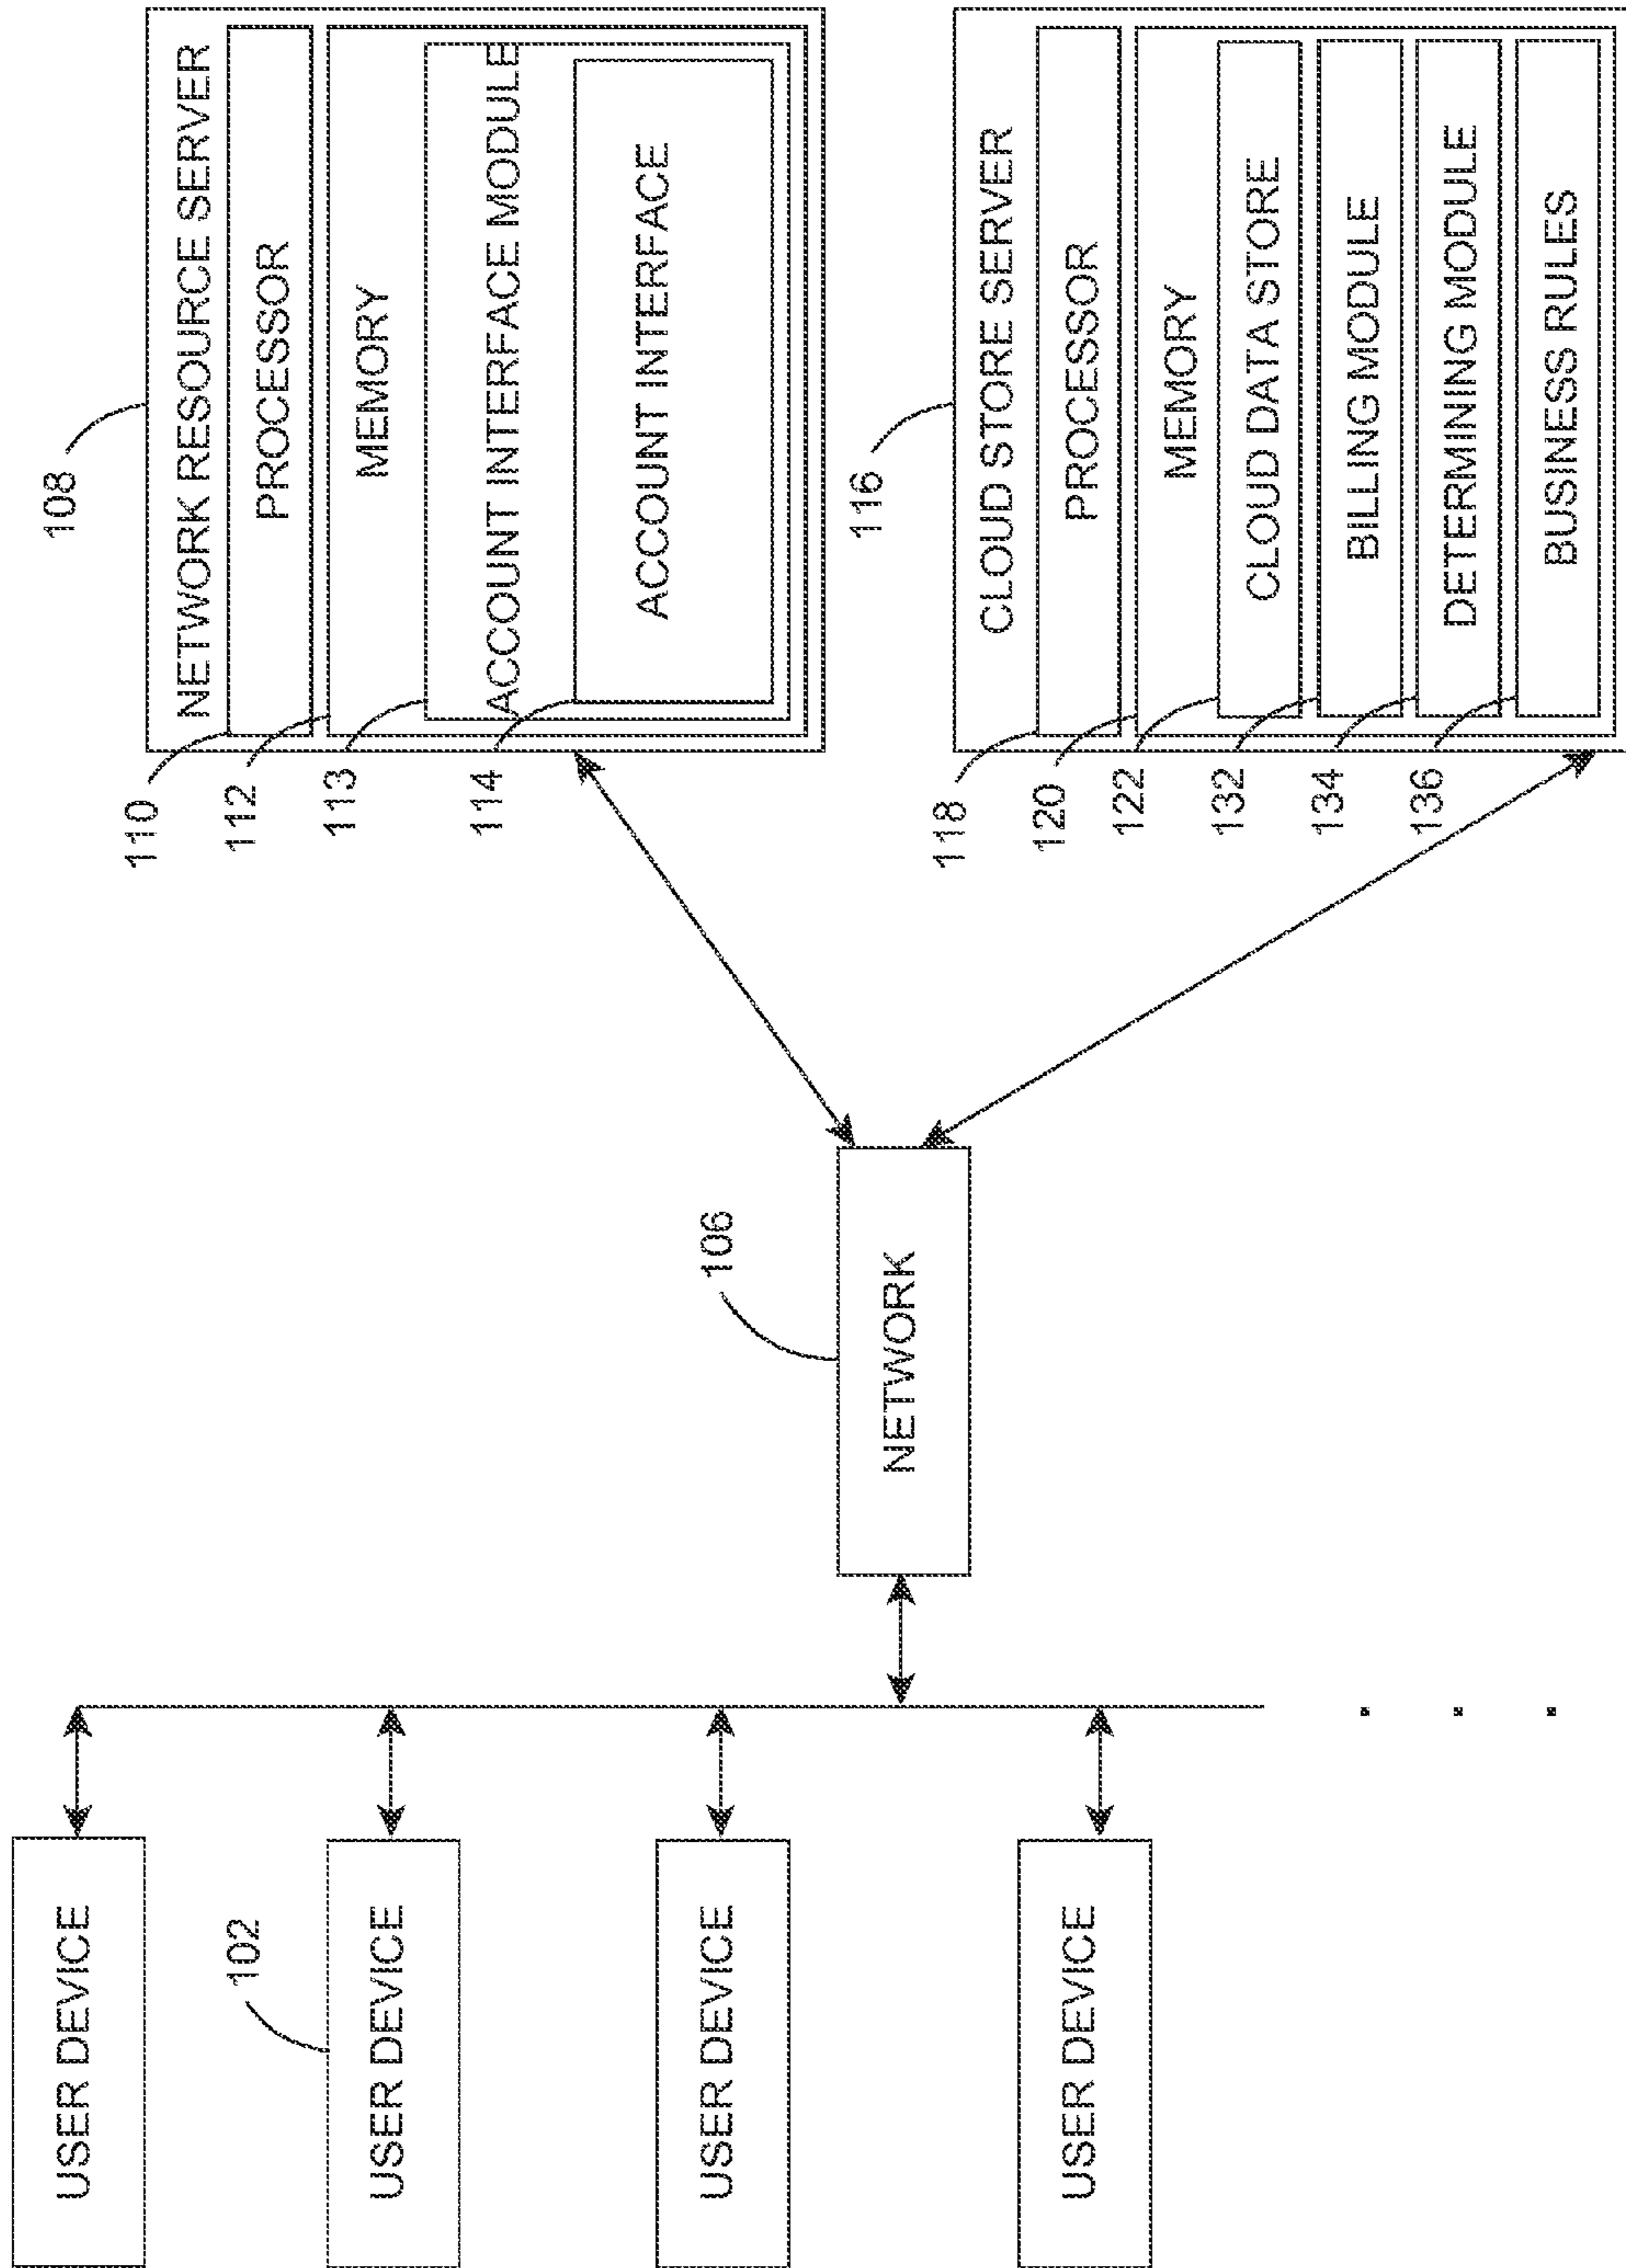 USER DEVICE
102
USER DEVICE
USER DEVICE
USER DEVICE
106
NETWORK
108
NETWORK RESOURCE SERVER
110
PROCESSOR
112
MEMORY
113
ACCOUNT INTERFACE MODULE
114
ACCOUNT INTERFACE
116
CLOUD STORE SERVER
118
PROCESSOR
120
MEMORY
122
CLOUD DATA STORE
132
BILLING MODULE
134
DETERMINING MODULE
136
BUSINESS RULES